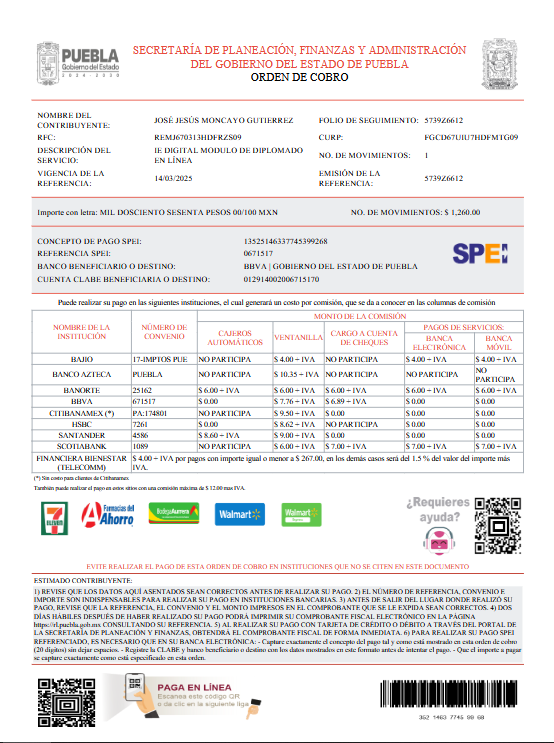 PUEBLA
Gobierno del Estado
2024 - 2030
SECRETARÍA DE PLANEACIÓN, FINANZAS Y ADMINISTRACIÓN
DEL GOBIERNO DEL ESTADO DE PUEBLA
ORDEN DE COBRO
NOMBRE DEL CONTRIBUYENTE: JOSÉ JESÚS MONCAYO GUTIERREZ FOLIO DE SEGUIMIENTO: 5739Z6612
RFC: REMJ670313HDFRZS09 CURP: FGCD67UIU7HDFMTG09
DESCRIPCIÓN DEL SERVICIO: IE DIGITAL MODULO DE DIPLOMADO EN LÍNEA NO. DE MOVIMIENTOS: 1
VIGENCIA DE LA REFERENCIA: 14/03/2025 EMISIÓN DE LA REFERENCIA: 5739Z6612
Importe con letra: MIL DOSCIENTO SESENTA PESOS 00/100 MXN NO. DE MOVIMIENTOS: $ 1,260.00
CONCEPTO DE PAGO SPEI: 13525146337745399268
REFERENCIA SPEI: 0671517
BANCO BENEFICIARIO O DESTINO: BBVA | GOBIERNO DEL ESTADO DE PUEBLA
CUENTA CLABE BENEFICIARIA O DESTINO: 012914002006715170
SPEI
Puede realizar su pago en las siguientes instituciones, el cual generará un costo por comisión, que se da a conocer en las columnas de comisión
NOMBRE DE LA INSTITUCIÓN NÚMERO DE CONVENIO MONTO DE LA COMISIÓN
CAJEROS AUTOMÁTICOS VENTANILLA CARGO A CUENTA DE CHEQUES PAGOS DE SERVICIOS:
BANCA ELECTRÓNICA BANCA MÓVIL
BAJIO 17-IMPTOS PUE NO PARTICIPA $ 4.00 + IVA NO PARTICIPA $ 4.00 + IVA $ 4.00 + IVA
BANCO AZTECA PUEBLA NO PARTICIPA $ 10.35 + IVA NO PARTICIPA NO PARTICIPA NO PARTICIPA
BANORTE 25162 $ 6.00 + IVA $ 6.00 + IVA $ 6.00 + IVA $ 6.00 + IVA $ 6.00 + IVA
BBVA 671517 $ 0.00 $ 7.76 + IVA $ 6.89 + IVA $ 0.00 $ 0.00
CITIBANAMEX (*) PA:174801 NO PARTICIPA $ 9.50 + IVA $ 0.00 $ 0.00 $ 0.00
HSBC 7261 $ 0.00 $ 8.62 + IVA NO PARTICIPA $ 0.00 $ 0.00
SANTANDER 4586 $ 8.60 + IVA $ 9.00 + IVA $ 0.00 $ 0.00 $ 0.00
SCOTIABANK 1089 NO PARTICIPA $ 6.00 + IVA $ 7.00 + IVA $ 0.00 $ 7.00 + IVA
FINANCIERA BIENESTAR (TELECOMM) $ 4.00 + IVA por pagos con importe igual o menor a $ 267.00, en los demás casos será del 1.5 % del valor del importe más IVA.
(*) Sin costo para clientes de Citibanamex
También puede realizar el pago en estos sitios con una comisión máxima de $ 12.00 mas IVA.
7 ELEVEN
Farmacias del Ahorro
Bodega Aurrera
Walmart
Walmart
¿Requieres ayuda?
EVITE REALIZAR EL PAGO DE ESTA ORDEN DE COBRO EN INSTITUCIONES QUE NO SE CITEN EN ESTE DOCUMENTO
ESTIMADO CONTRIBUYENTE:
1) REVISE QUE LOS DATOS AQUÍ ASENTADOS SEAN CORRECTOS ANTES DE REALIZAR SU PAGO. 2) EL NÚMERO DE REFERENCIA, CONVENIO E
IMPORTE SON INDISPENSABLES PARA REALIZAR SU PAGO EN INSTITUCIONES BANCARIAS. 3) ANTES DE SALIR DEL LUGAR DONDE REALIZÓ SU
PAGO, REVISE QUE LA REFERENCIA, EL CONVENIO Y EL MONTO IMPRESOS EN EL COMPROBANTE QUE SE LE EXPIDA SEAN CORRECTOS. 4) DOS
DÍAS HÁBILES DESPUÉS DE HABER REALIZADO SU PAGO PODRÁ IMPRIMIR SU COMPROBANTE FISCAL ELECTRÓNICO EN LA PÁGINA
https://rl.puebla.gob.mx CONSULTANDO SU REFERENCIA. 5) AL REALIZAR SU PAGO CON TARJETA DE CRÉDITO O DÉBITO A TRAVÉS DEL PORTAL DE
LA SECRETARÍA DE PLANEACIÓN Y FINANZAS, OBTENDRÁ EL COMPROBANTE FISCAL DE FORMA INMEDIATA. 6) PARA REALIZAR SU PAGO SPEI
REFERENCIADO, ES NECESARIO QUE EN SU BANCA ELECTRÓNICA: - Capture exactamente el concepto del pago tal y como está mostrado en esta orden de cobro
(20 dígitos) sin dejar espacios. - Registre la CLABE y banco beneficiario o destino con los datos mostrados en este formato antes de intentar el pago. - Que el importe a pagar
se capture exactamente como está especificado en esta orden.
PAGA EN LÍNEA
Escanea este código QR
o da clic en la siguiente liga
352 1463 7745 98 68